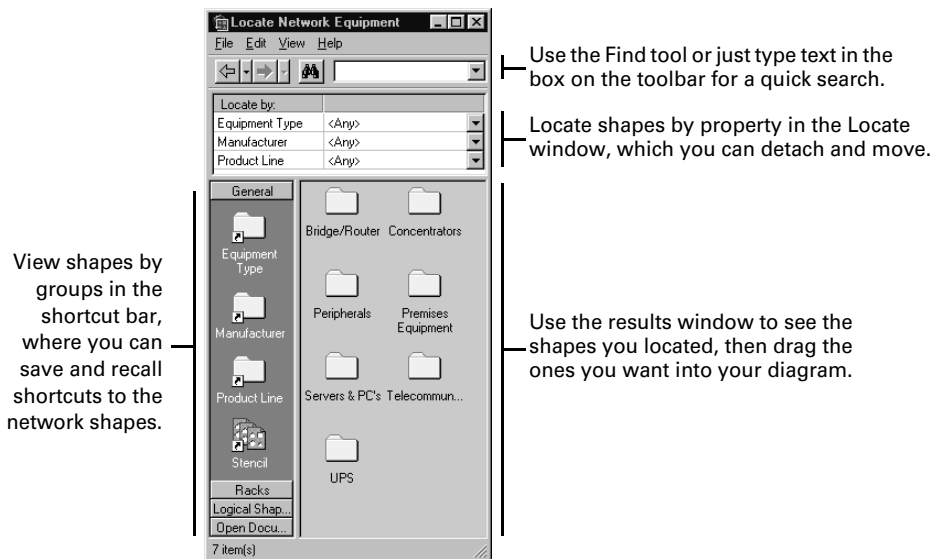 Locate Network Equipment
File Edit View Help
Use the Find tool or just type text in the
box on the toolbar for a quick search.
Locate by:
Equipment Type <Any>
Manufacturer <Any>
Product Line <Any>
Locate shapes by property in the Locate
window, which you can detach and move.
View shapes by
groups in the
shortcut bar,
where you can
save and recall
shortcuts to the
network shapes.
General
Equipment
Type
Manufacturer
Product Line
Stencil
Racks
Logical Shap...
Open Docu...
Bridge/Router Concentrators
Peripherals Premises
Equipment
Servers & PC's Telecommun...
UPS
Use the results window to see the
shapes you located, then drag the
ones you want into your diagram.
7 item(s)